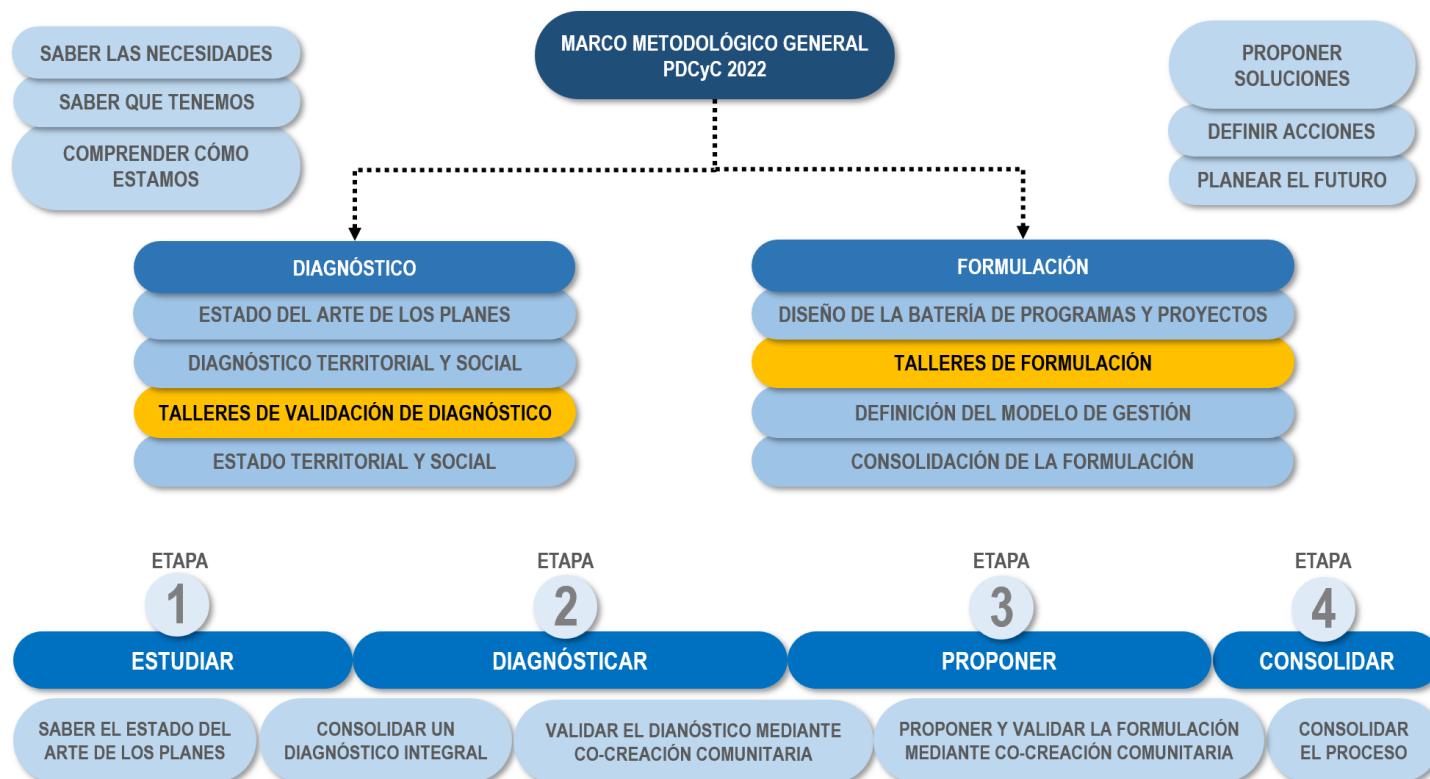 MARCO METODOLÓGICO GENERAL
PDCyC 2022
SABER LAS NECESIDADES
SABER QUE TENEMOS
COMPRENDER CÓMO
ESTAMOS
PROPONER
SOLUCIONES
DEFINIR ACCIONES
PLANEAR EL FUTURO
DIAGNÓSTICO
ESTADO DEL ARTE DE LOS PLANES
DIAGNÓSTICO TERRITORIAL Y SOCIAL
TALLERES DE VALIDACIÓN DE DIAGNÓSTICO
ESTADO TERRITORIAL Y SOCIAL
FORMULACIÓN
DISEÑO DE LA BATERÍA DE PROGRAMAS Y PROYECTOS
TALLERES DE FORMULACIÓN
DEFINICIÓN DEL MODELO DE GESTIÓN
CONSOLIDACIÓN DE LA FORMULACIÓN
ETAPA
1
ESTUDIAR
ETAPA
2
DIAGNÓSTICAR
ETAPA
3
PROPONER
ETAPA
4
CONSOLIDAR
SABER EL ESTADO DEL
ARTE DE LOS PLANES
CONSOLIDAR UN
DIAGNÓSTICO INTEGRAL
VALIDAR EL DIANÓSTICO MEDIANTE
CO-CREACIÓN COMUNITARIA
PROPONER Y VALIDAR LA FORMULACIÓN
MEDIANTE CO-CREACIÓN COMUNITARIA
CONSOLIDAR
EL PROCESO